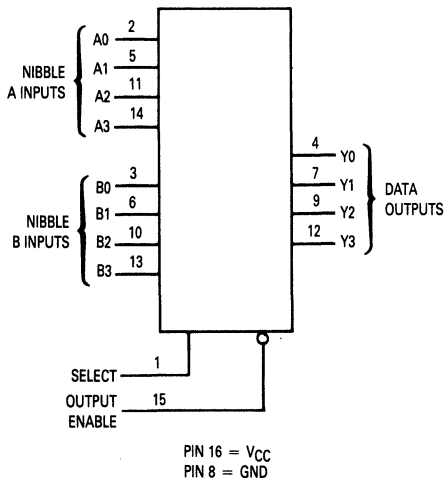 NIBBLE
A INPUTS
A0 2
A1 5
A2 11
A3 14
NIBBLE
B INPUTS
B0 3
B1 6
B2 10
B3 13
4 Y0
7 Y1
9 Y2
12 Y3
DATA
OUTPUTS
SELECT 1
OUTPUT
ENABLE
15
PIN 16 = VCC
PIN 8 = GND